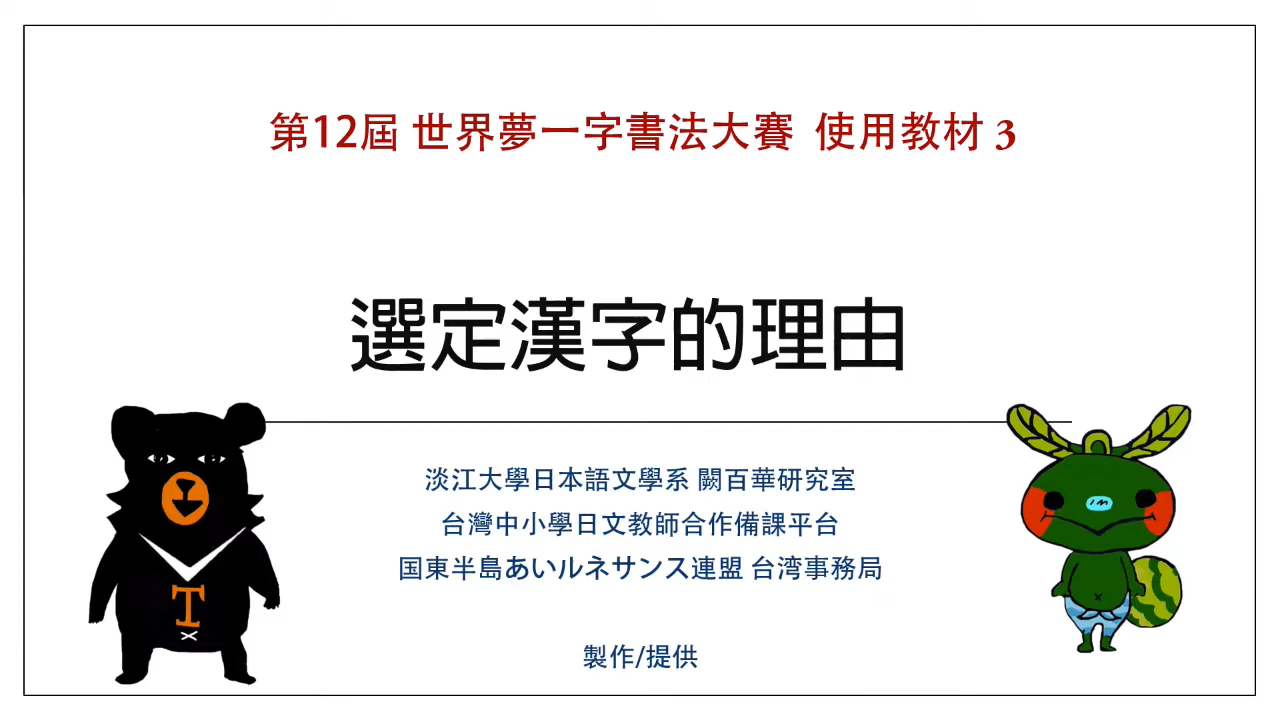 第12屆 世界夢一字書法大賽 使用教材 3
選定漢字的理由
淡江大學日本語文學系 闕百華研究室
台灣中小學日文教師合作備課平台
国東半島あいルネサンス連盟 台湾事務局
製作/提供
T